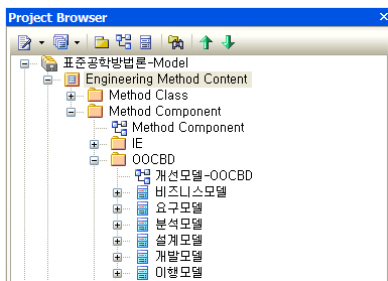 Project Browser
표준공학방법론-Model
Engineering Method Content
Method Class
Method Component
Method Component
IE
OOCBD
개선모델-OOCBD
비즈니스모델
요구모델
분석모델
설계모델
개발모델
이행모델